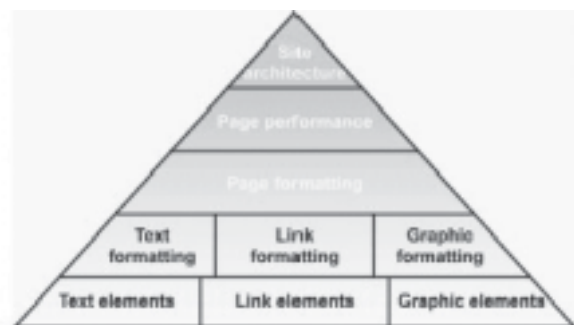 Site
architecture
Page performance
Page formatting
Text
formatting
Link
formatting
Graphic
formatting
Text elements
Link elements
Graphic elements